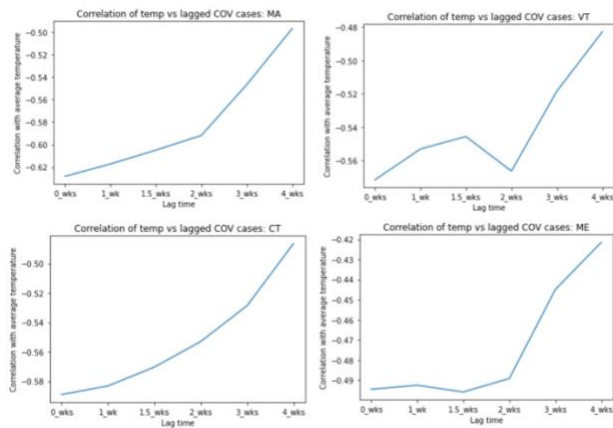 Correlation of temp vs lagged COV cases: MA
Correlation with average temperature
−0.50
−0.52
−0.54
−0.56
−0.58
−0.60
−0.62
0_wks 1_wk 1.5_wks 2_wks 3_wks 4_wks
Lag time
Correlation of temp vs lagged COV cases: VT
Correlation with average temperature
−0.48
−0.50
−0.52
−0.54
−0.56
0_wks 1_wk 1.5_wks 2_wks 3_wks 4_wks
Lag time
Correlation of temp vs lagged COV cases: CT
Correlation with average temperature
−0.50
−0.52
−0.54
−0.56
−0.58
0_wks 1_wk 1.5_wks 2_wks 3_wks 4_wks
Lag time
Correlation of temp vs lagged COV cases: ME
Correlation with average temperature
−0.42
−0.43
−0.44
−0.45
−0.46
−0.47
−0.48
−0.49
0_wks 1_wk 1.5_wks 2_wks 3_wks 4_wks
Lag time